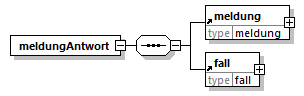 meldung
type meldung
meldungAntwort
fall
type fall